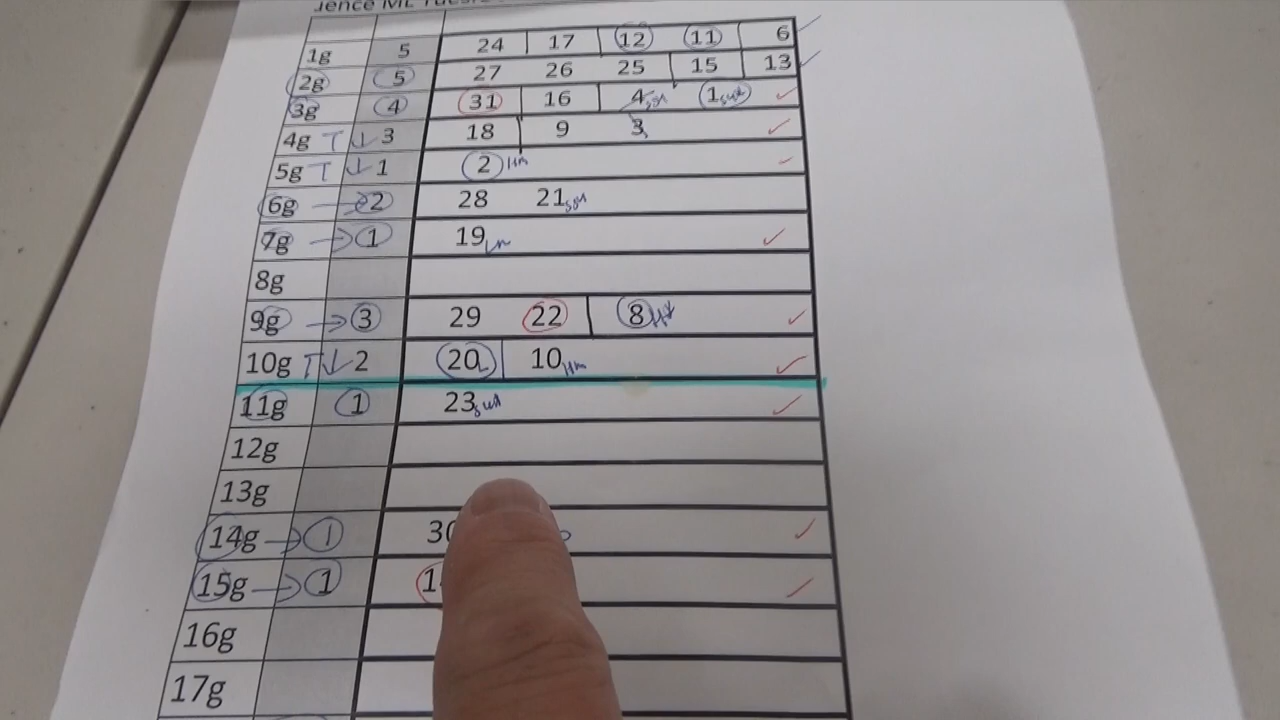 1g 5 24 17 12 11 6
2g 5 27 26 25 15 13
3g 4 31 16 4 1
4g T ↓ 3 18 9 3
5g T ↓ 1 2 Hm
6g → 2 28 21
7g → 1 19
8g
9g → 3 29 22 8
10g T ↓ 2 20 10 Hm
11g 1 23
12g
13g
14g → 1 30
15g → 1
16g
17g